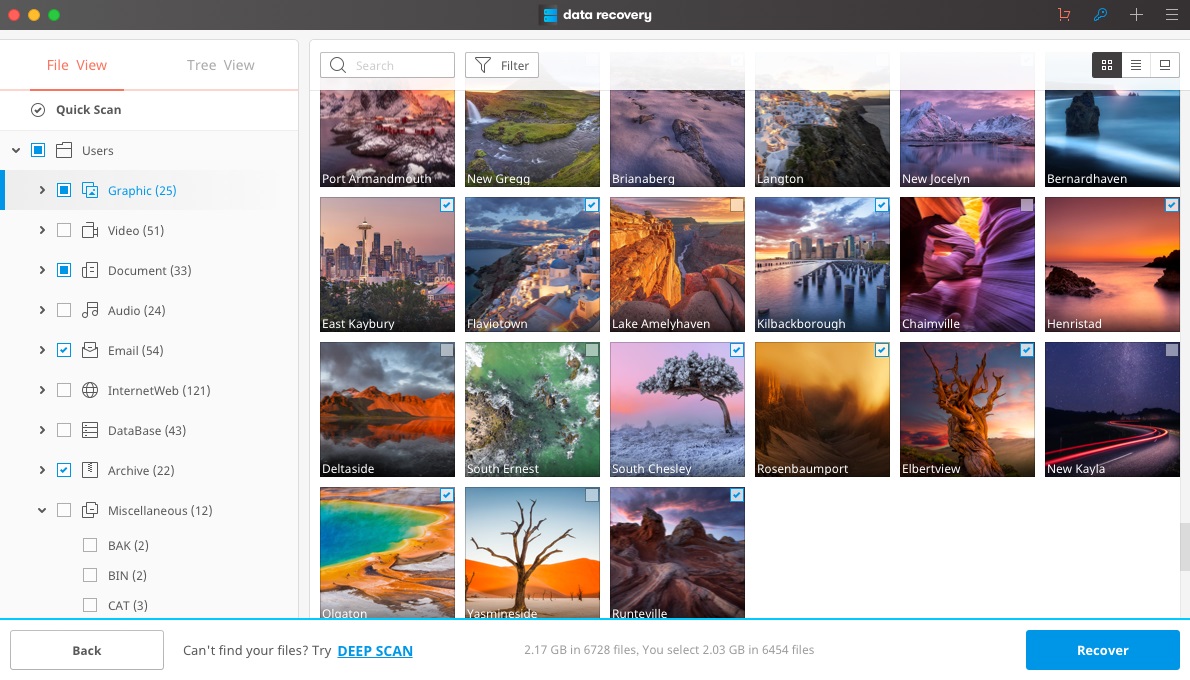 data recovery
File View
Tree View
Search
Filter
Quick Scan
Users
Graphic (25)
Video (51)
Document (33)
Audio (24)
Email (54)
InternetWeb (121)
DataBase (43)
Archive (22)
Miscellaneous (12)
BAK (2)
BIN (2)
CAT (3)
Port Armandmouth
New Gregg
Brianaberg
Langton
New Jocelyn
Bernardhaven
East Kaybury
Flaviotown
Lake Amelyhaven
Kilbackborough
Chaimville
Henristad
Deltaside
South Ernest
South Chesley
Rosenbaumport
Elbertview
New Kayla
Olgaton
Yasmineside
Runteville
Back
Can't find your files? Try DEEP SCAN
2.17 GB in 6728 files, You select 2.03 GB in 6454 files
Recover